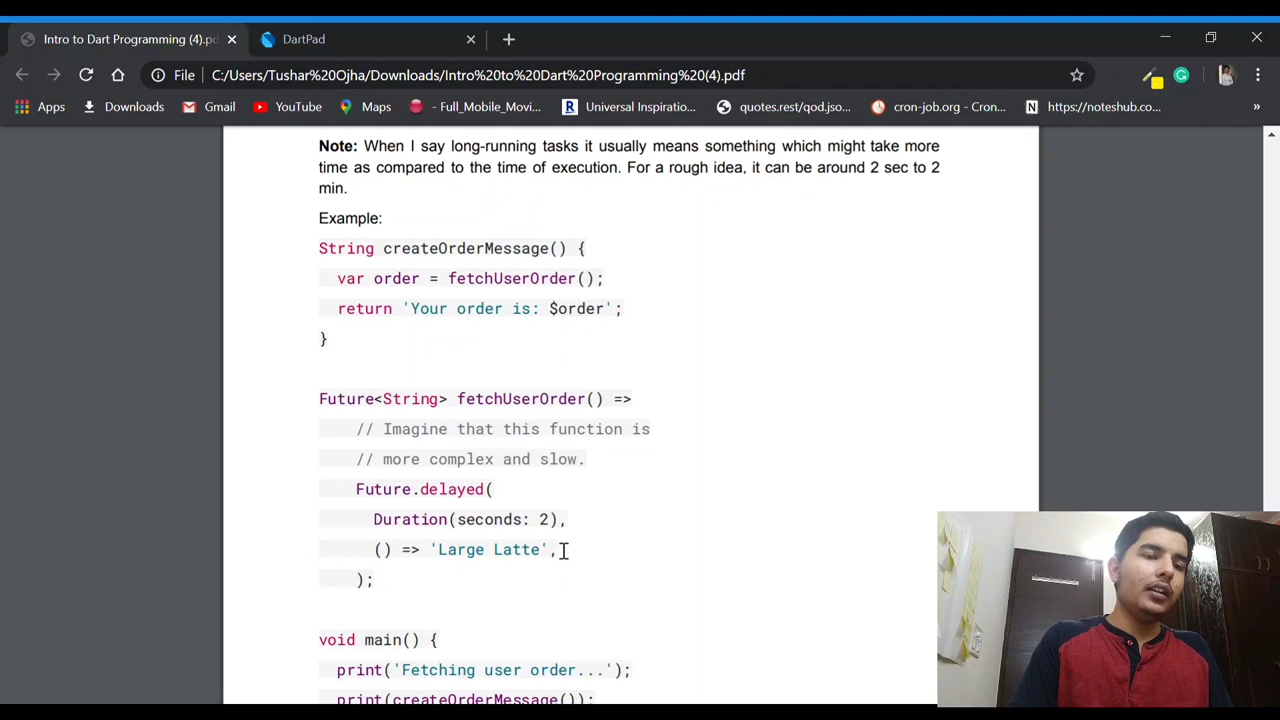 Intro to Dart Programming (4).pd
DartPad
File C:/Users/Tushar%20Ojha/Downloads/Intro%20to%20Dart%20Programming%20(4).pdf
Apps Downloads Gmail YouTube Maps - Full_Mobile_Movi... Universal Inspiratio... quotes.rest/qod.jso... cron-job.org - Cron... https://noteshub.co... »
Note: When I say long-running tasks it usually means something which might take more
time as compared to the time of execution. For a rough idea, it can be around 2 sec to 2
min.
Example:
String createOrderMessage() {
var order = fetchUserOrder();
return 'Your order is: $order';
}
Future<String> fetchUserOrder() =>
// Imagine that this function is
// more complex and slow.
Future.delayed(
Duration(seconds: 2),
() => 'Large Latte',
);
void main() {
print('Fetching user order...');
print(createOrderMessage());